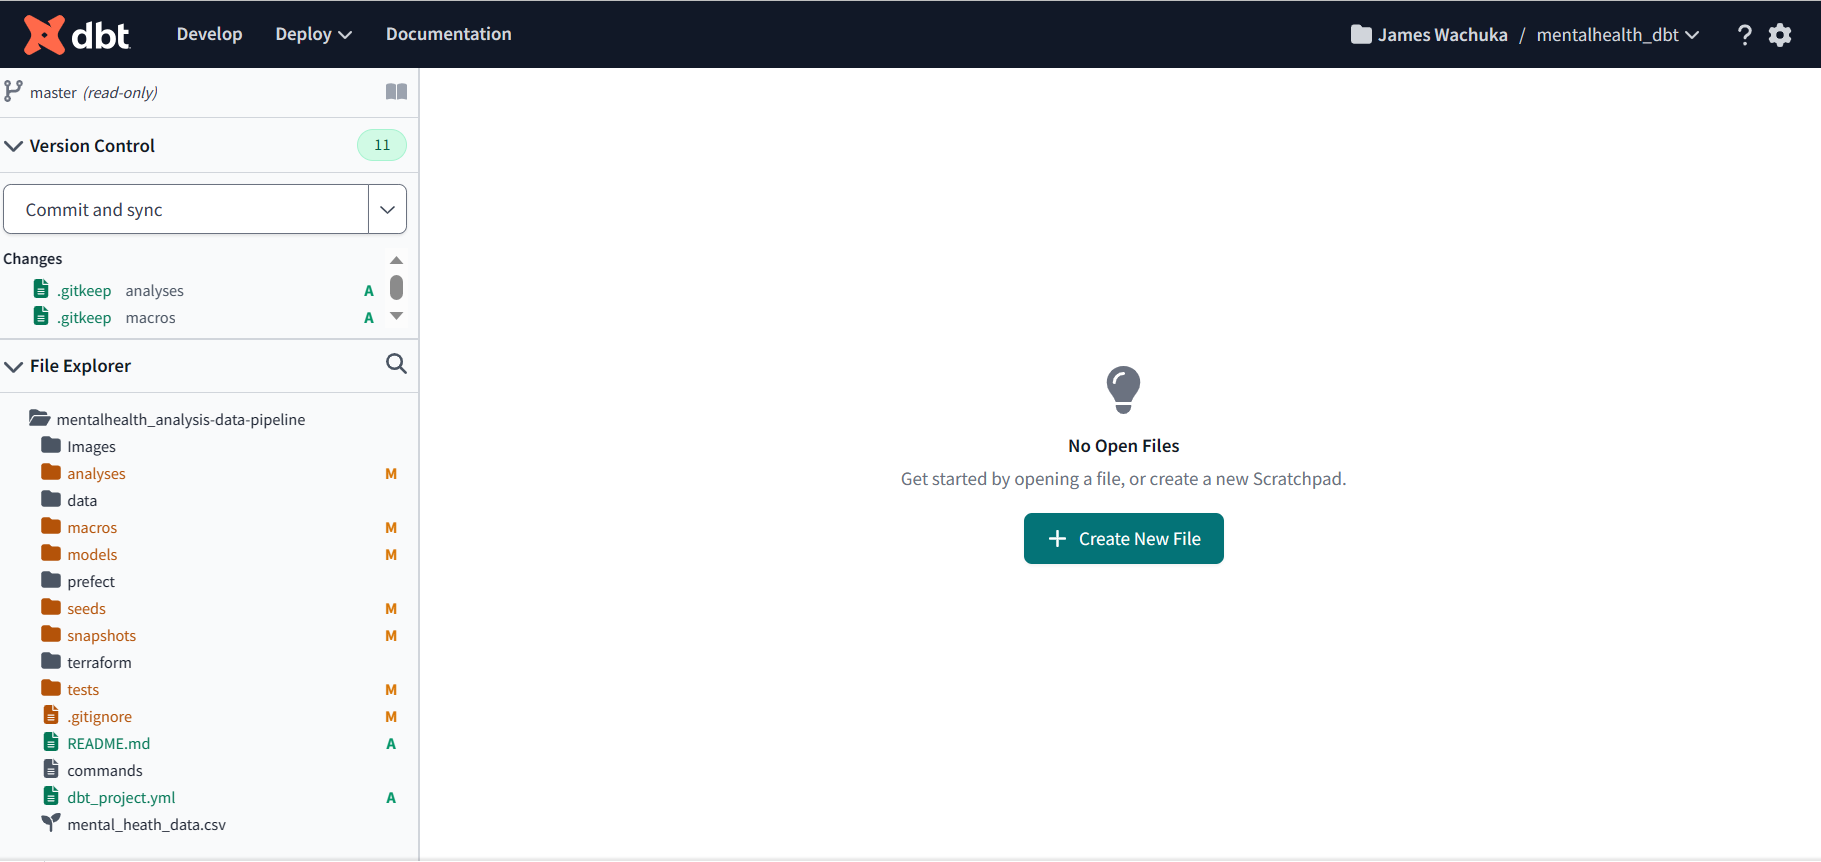 dbt Develop Deploy Documentation James Wachuka / mentalhealth_dbt ?
master (read-only)
Version Control 11
Commit and sync
Changes
.gitkeep analyses A
.gitkeep macros A
File Explorer
mentalhealth_analysis-data-pipeline
Images
analyses M
data
macros M
models M
prefect
seeds M
snapshots M
terraform
tests M
.gitignore M
README.md A
commands
dbt_project.yml A
mental_heath_data.csv
No Open Files
Get started by opening a file, or create a new Scratchpad.
+ Create New File